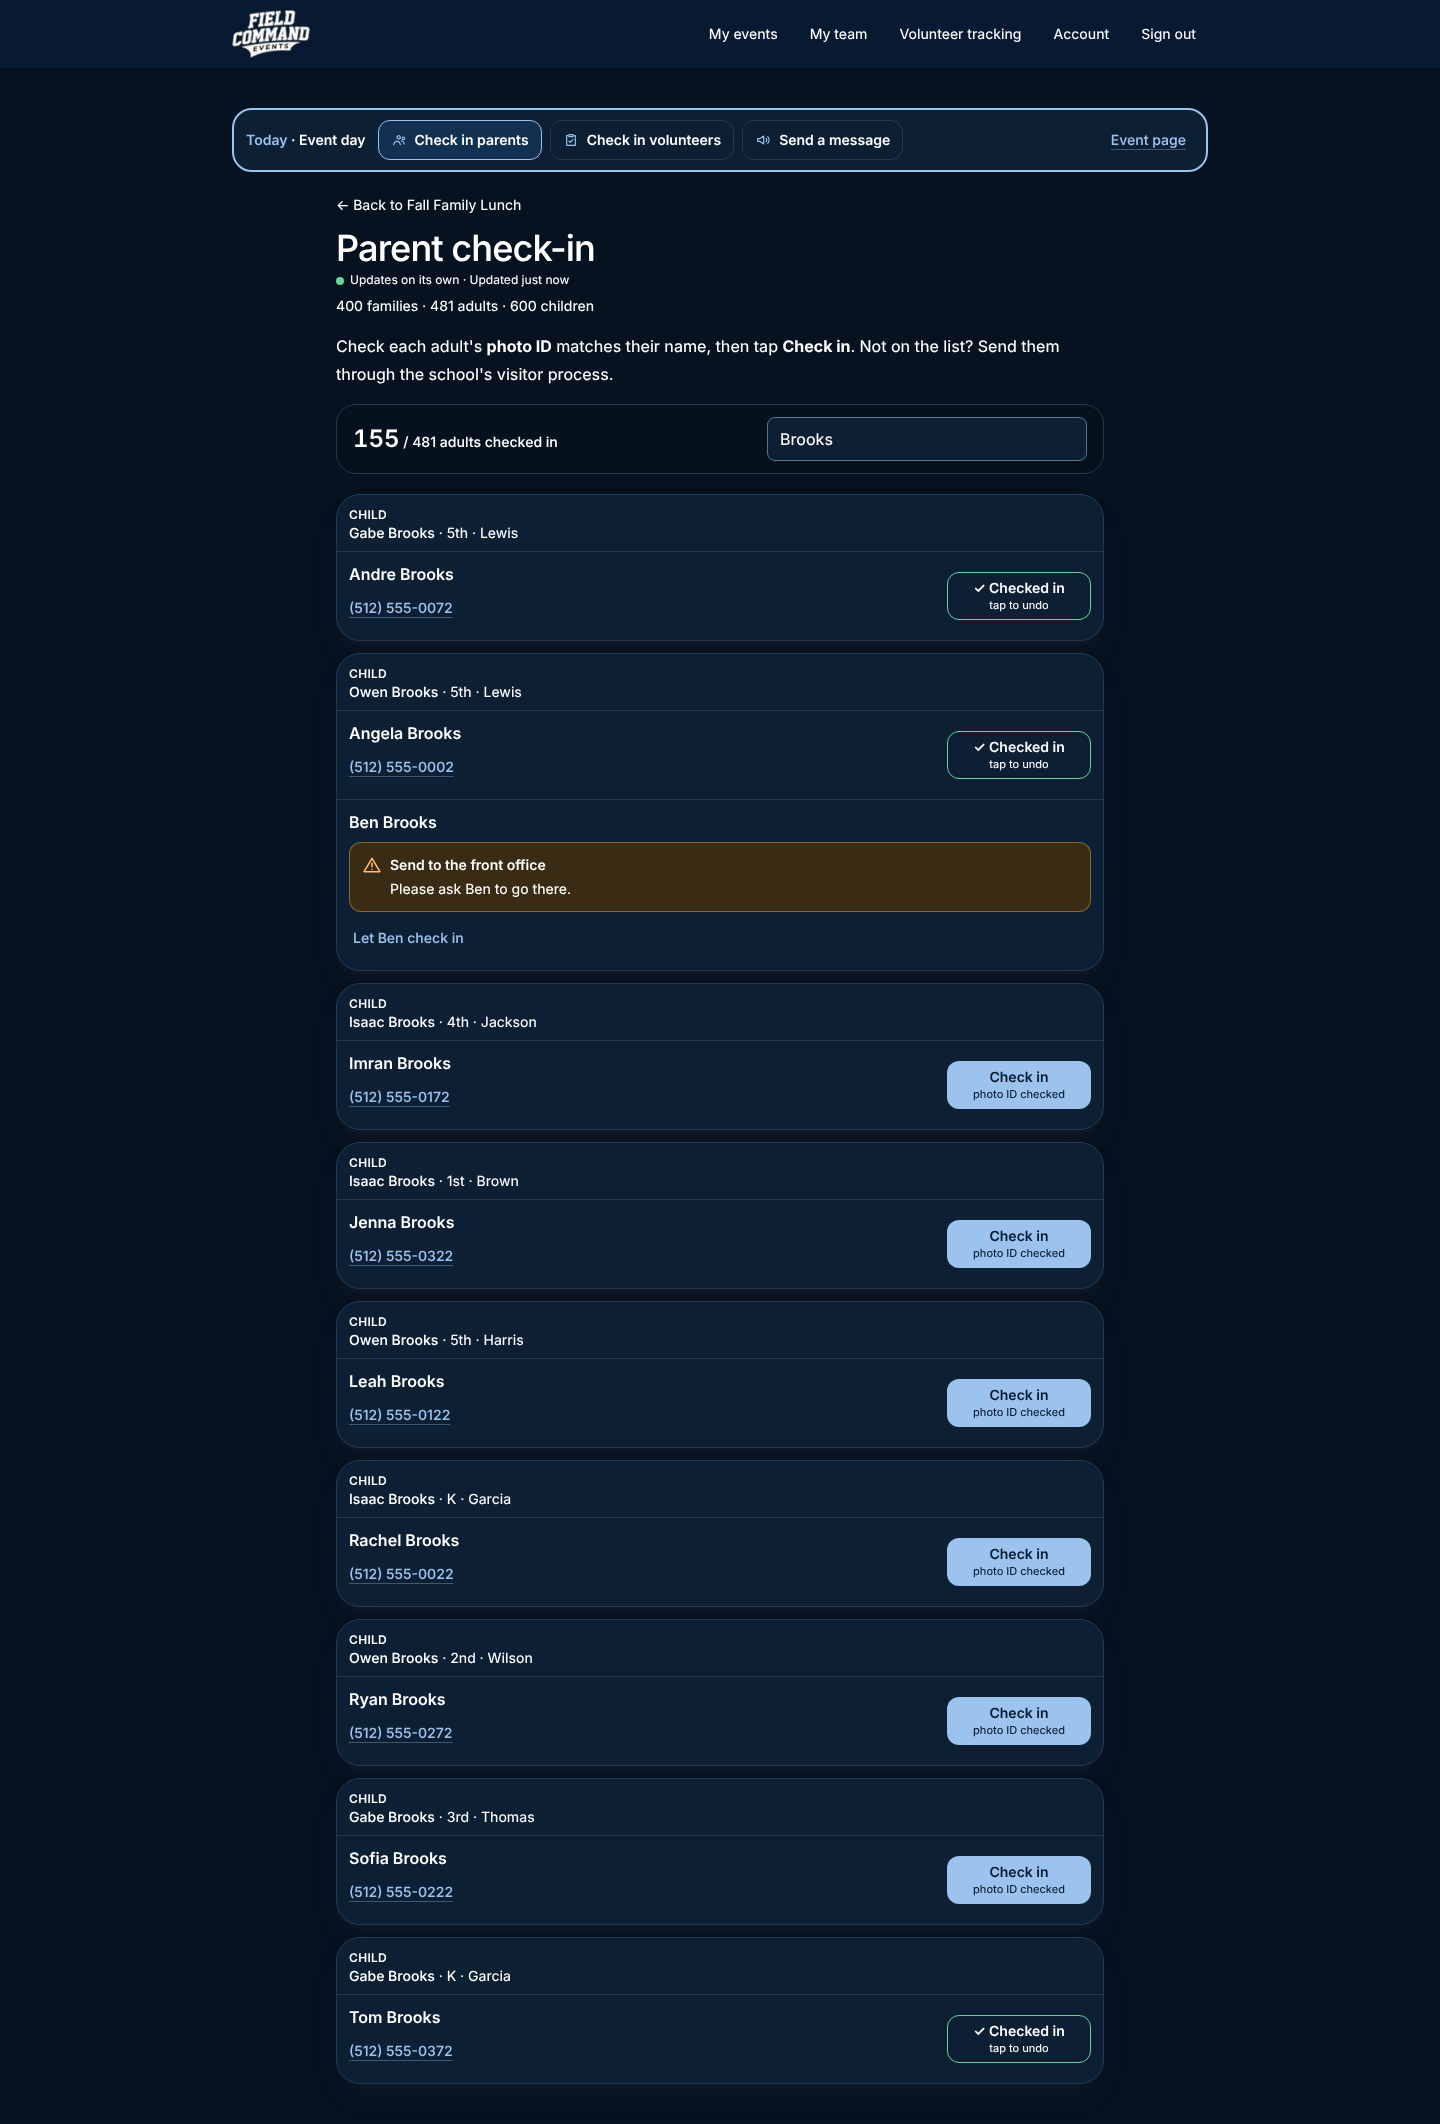 FIELD
COMMAND
EVENTS
My events
My team
Volunteer tracking
Account
Sign out
Today · Event day
Check in parents
Check in volunteers
Send a message
Event page
← Back to Fall Family Lunch
Parent check-in
Updates on its own · Updated just now
400 families · 481 adults · 600 children
Check each adult's photo ID matches their name, then tap Check in. Not on the list? Send them
through the school's visitor process.
155 / 481 adults checked in
Brooks
CHILD
Gabe Brooks · 5th · Lewis
Andre Brooks
(512) 555-0072
✓ Checked in
tap to undo
CHILD
Owen Brooks · 5th · Lewis
Angela Brooks
(512) 555-0002
✓ Checked in
tap to undo
Ben Brooks
Send to the front office
Please ask Ben to go there.
Let Ben check in
CHILD
Isaac Brooks · 4th · Jackson
Imran Brooks
(512) 555-0172
Check in
photo ID checked
CHILD
Isaac Brooks · 1st · Brown
Jenna Brooks
(512) 555-0322
Check in
photo ID checked
CHILD
Owen Brooks · 5th · Harris
Leah Brooks
(512) 555-0122
Check in
photo ID checked
CHILD
Isaac Brooks · K · Garcia
Rachel Brooks
(512) 555-0022
Check in
photo ID checked
CHILD
Owen Brooks · 2nd · Wilson
Ryan Brooks
(512) 555-0272
Check in
photo ID checked
CHILD
Gabe Brooks · 3rd · Thomas
Sofia Brooks
(512) 555-0222
Check in
photo ID checked
CHILD
Gabe Brooks · K · Garcia
Tom Brooks
(512) 555-0372
✓ Checked in
tap to undo